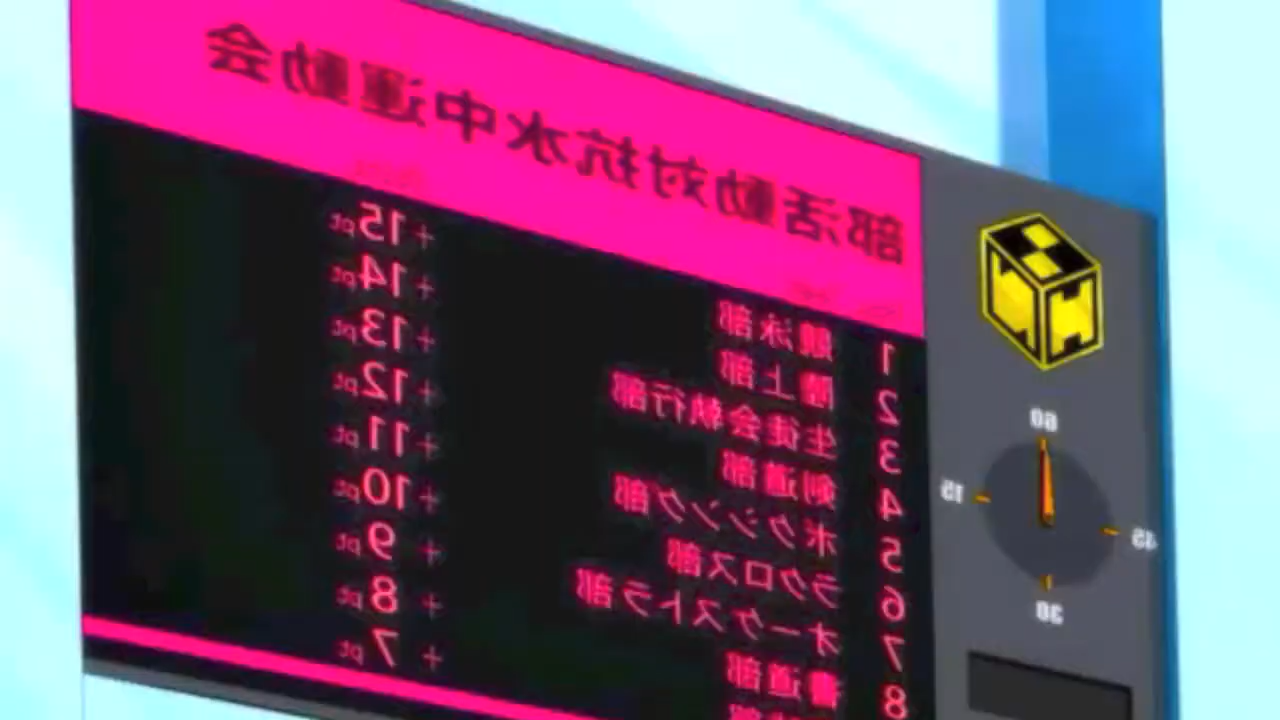 部活動対抗水中運動会
1 競泳部 +15pt
2 陸上部 +14pt
3 生徒会執行部 +13pt
4 剣道部 +12pt
5 ボクシング部 +11pt
6 ラクロス部 +10pt
7 オーケストラ部 +9pt
8 書道部 +8pt
+7pt
60
15
45
30